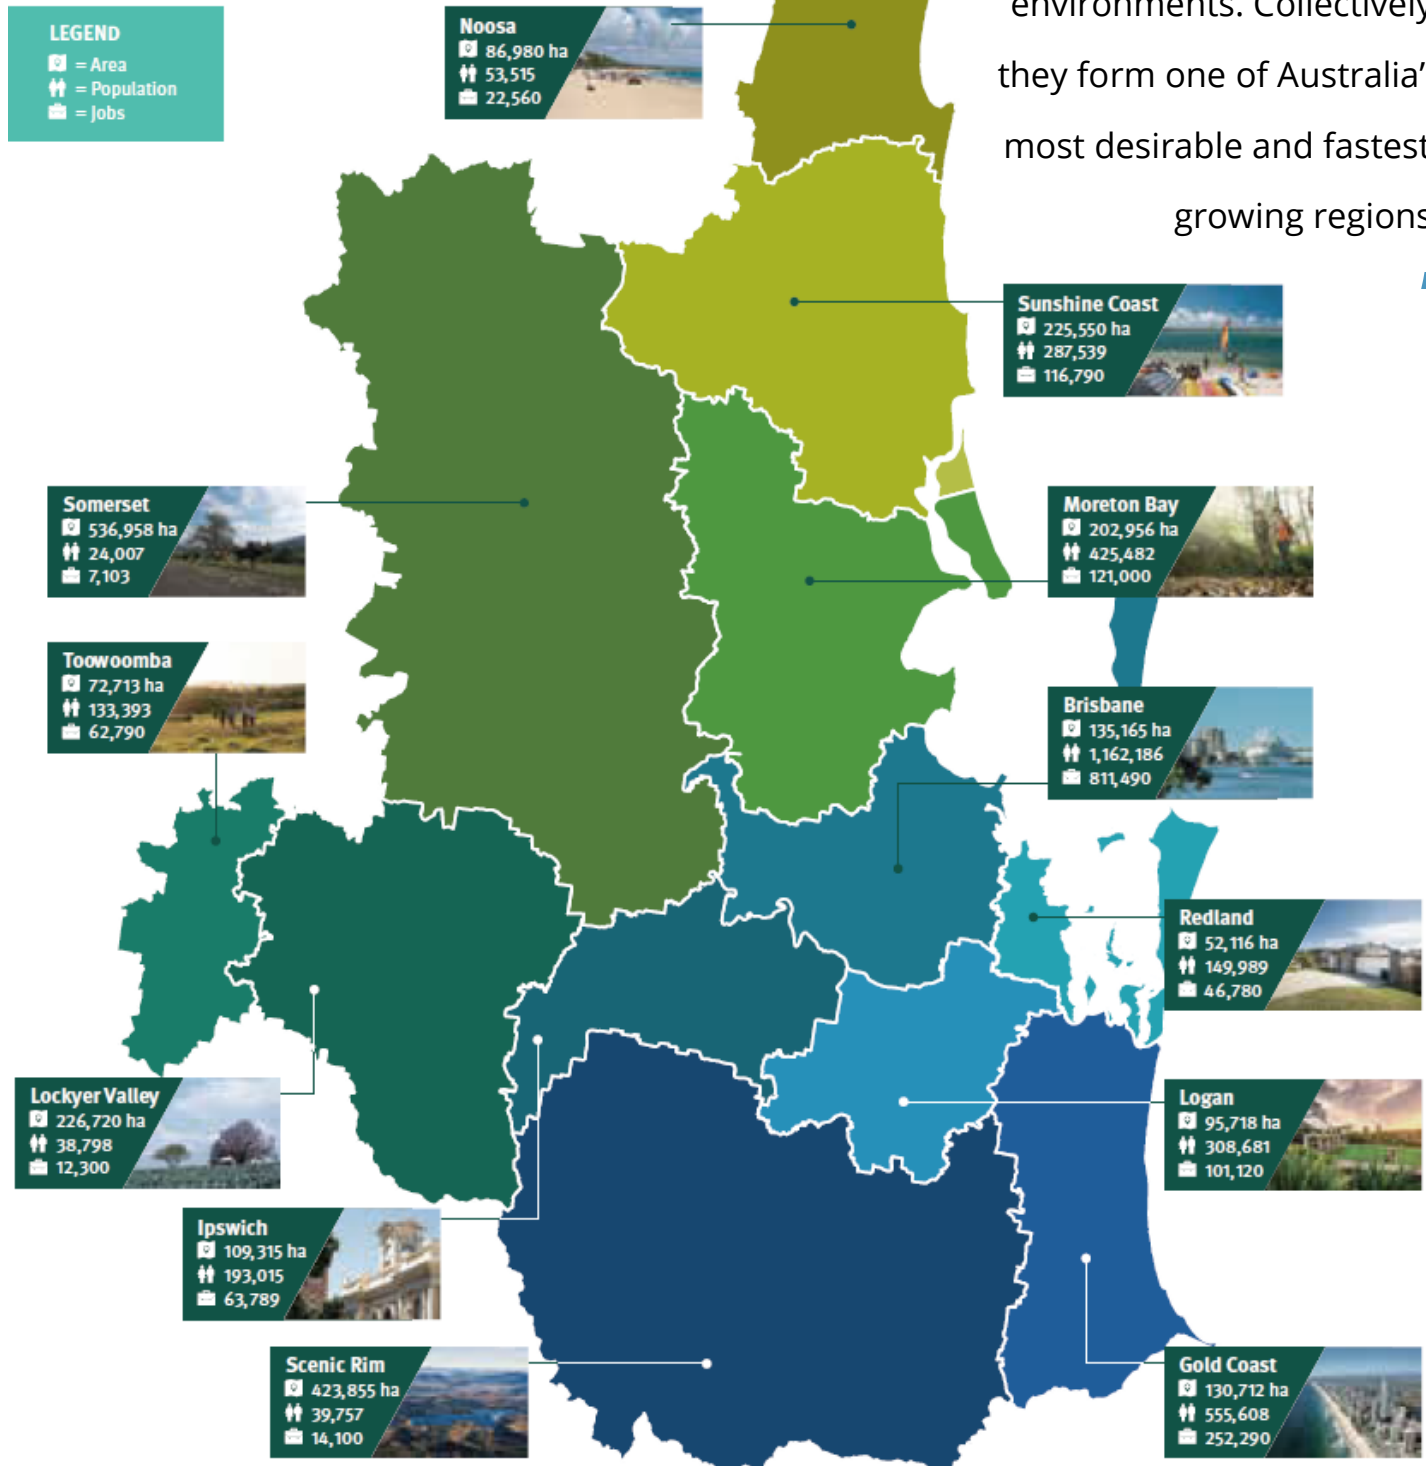 environments. Collectively
they form one of Australia'
most desirable and fastest
growing regions
LEGEND
= Area
= Population
= Jobs
Noosa
86,980 ha
53,515
22,560
Sunshine Coast
225,550 ha
287,539
116,790
Somerset
536,958 ha
24,007
7,103
Moreton Bay
202,956 ha
425,482
121,000
Toowoomba
72,713 ha
133,393
62,790
Brisbane
135,165 ha
1,162,186
811,490
Redland
52,116 ha
149,989
46,780
Lockyer Valley
226,720 ha
38,798
12,300
Logan
95,718 ha
308,681
101,120
Ipswich
109,315 ha
193,015
63,789
Scenic Rim
423,855 ha
39,757
14,100
Gold Coast
130,712 ha
555,608
252,290